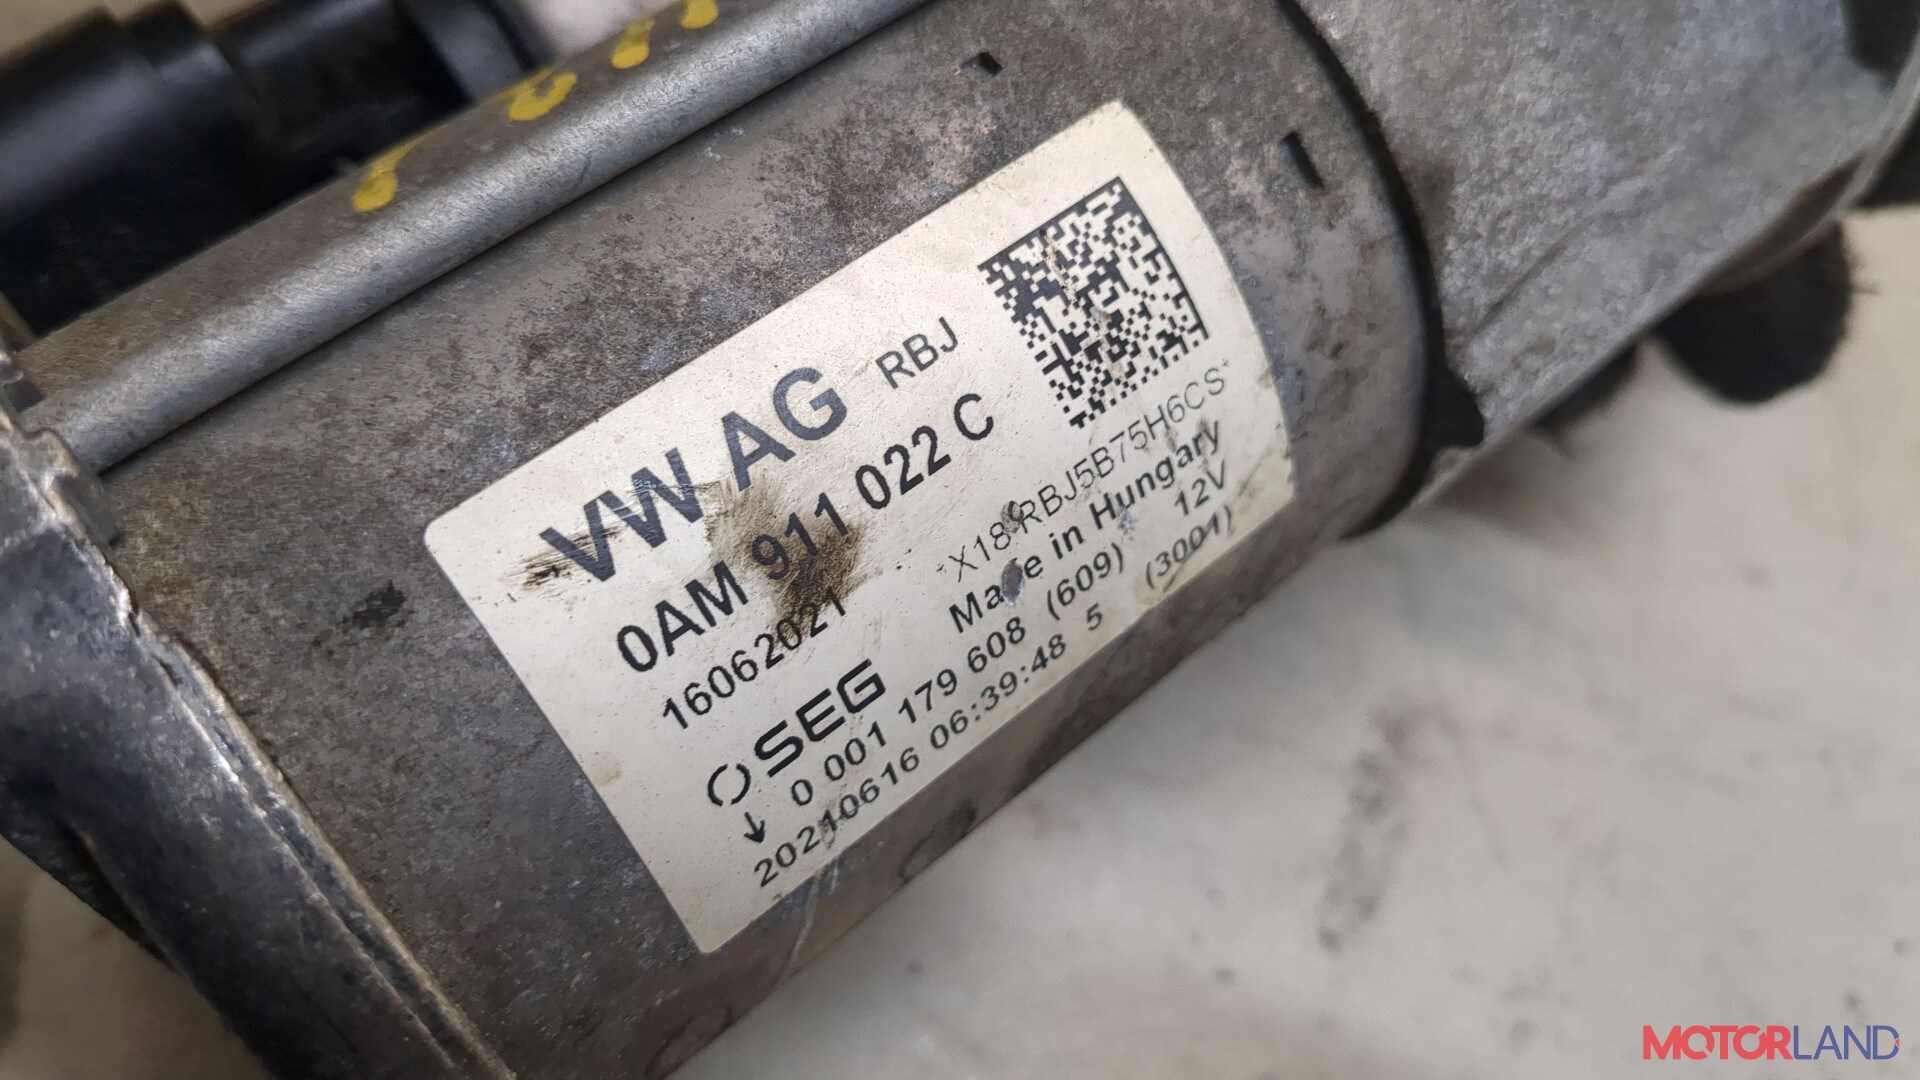 VW AG RBJ
0AM 911 022 C
16062021
X18 RBJ5B75H6CS*
Made in Hungary
SEG
12V
0 001 179 608 (609) (3001)
20210616 06:39:48 5
MOTORLAND